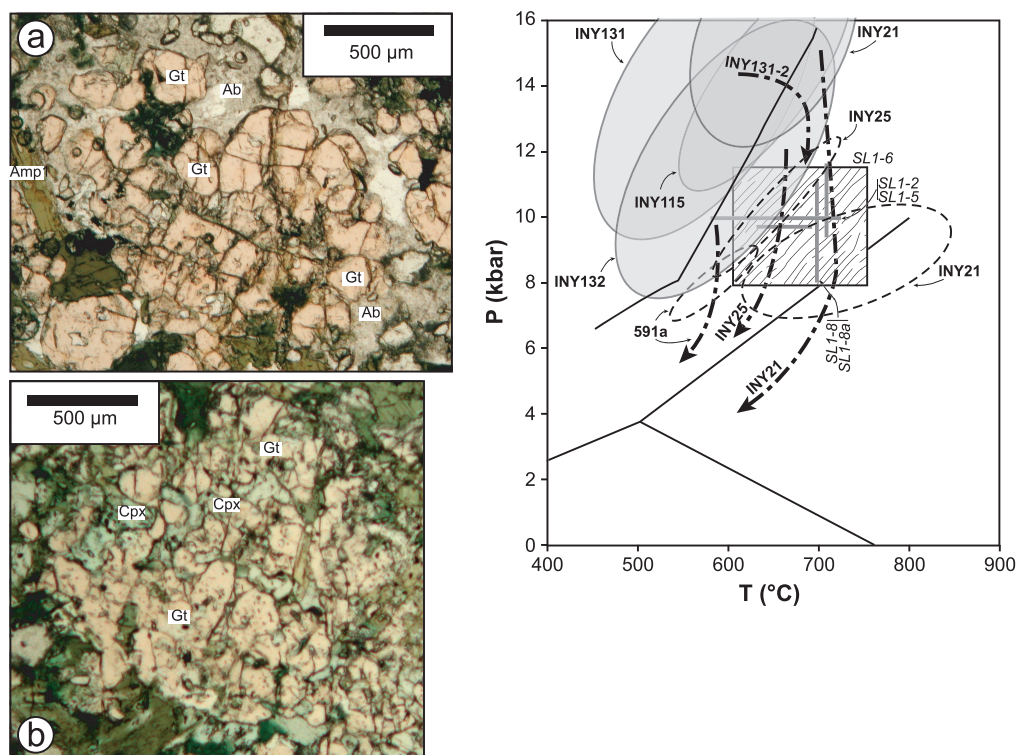 a
500 µm
Gt
Ab
Gt
Amp1
Gt
Ab
b
500 µm
Gt
Cpx
Cpx
Gt
P (kbar)
16
14
12
10
8
6
4
2
0
400
500
600
700
800
900
T (°C)
INY131
INY21
INY131-2
INY25
SL1-6
INY115
SL1-2
SL1-5
INY132
INY21
591a
INY25
SL1-8
SL1-8a
INY21